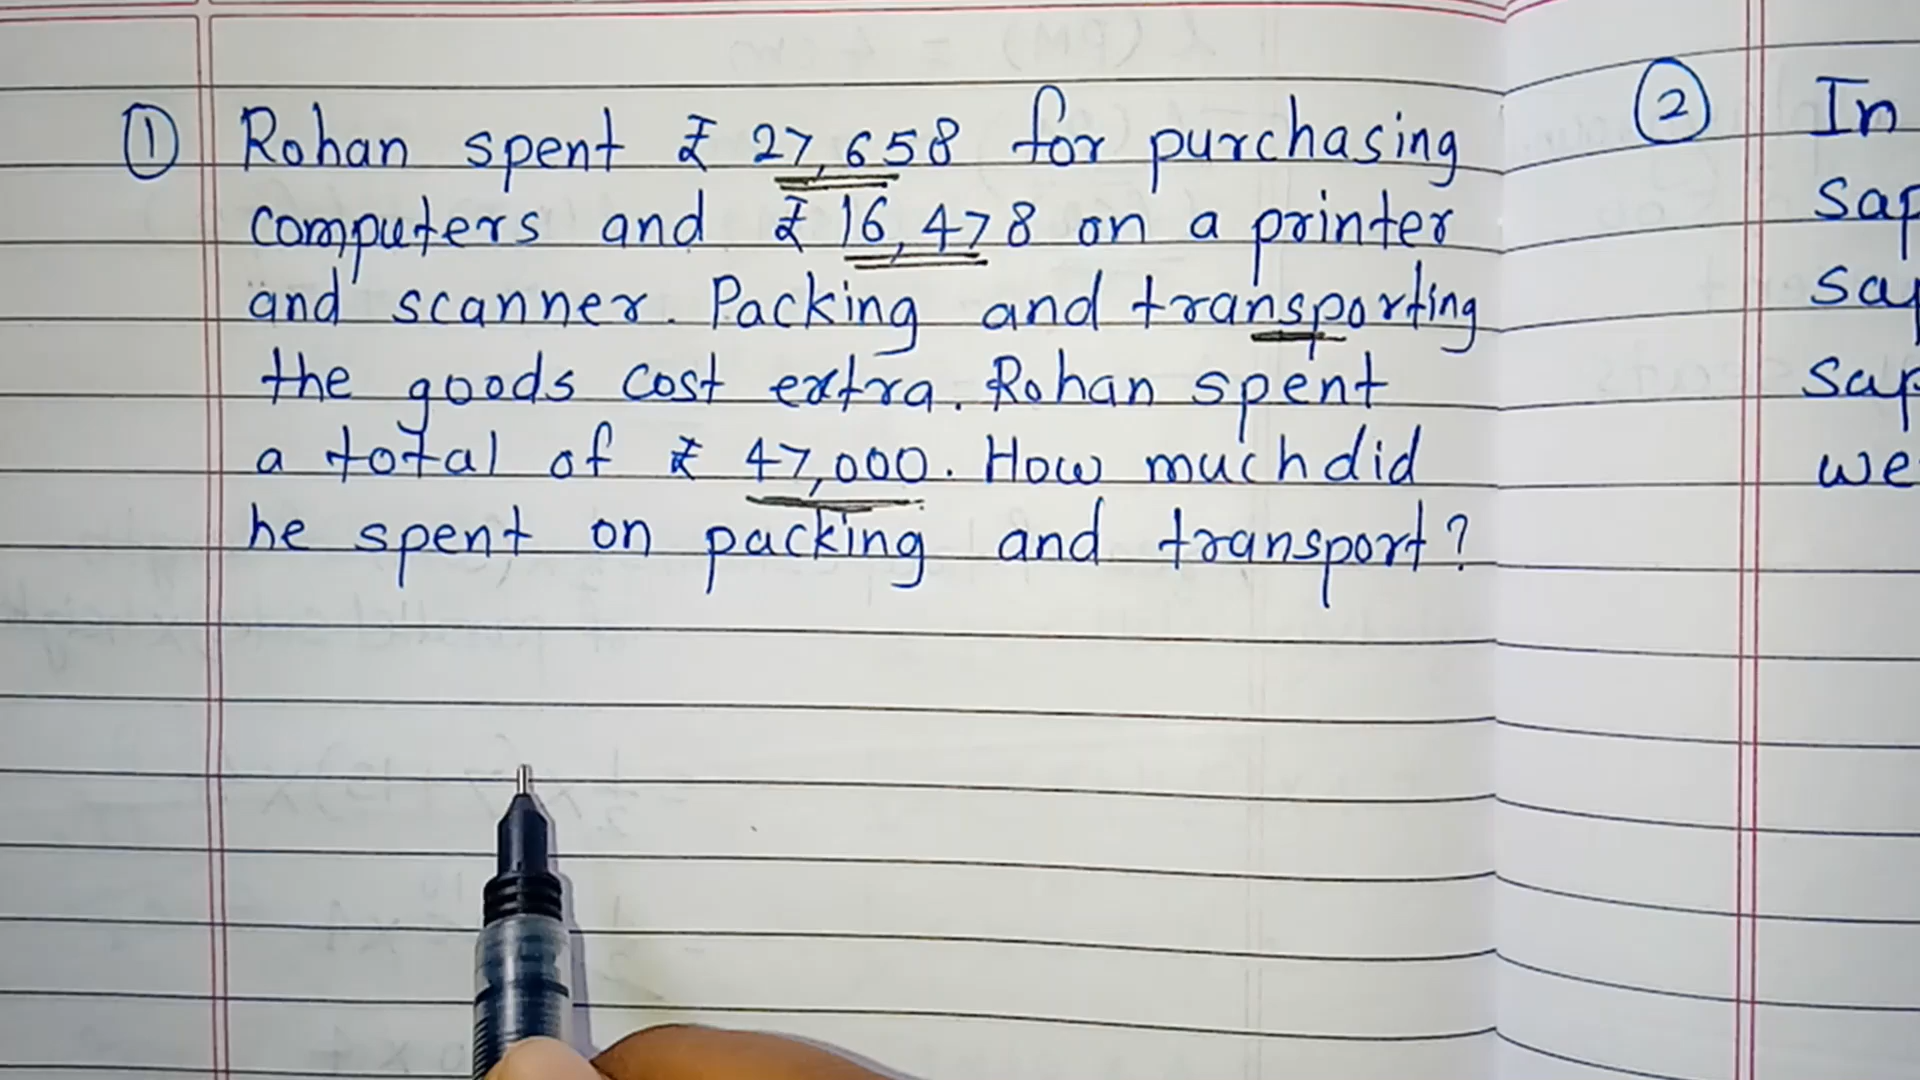 ① Rohan spent ₹ 27,658 for purchasing
computers and ₹ 16,478 on a printer
and scanner. Packing and transporting
the goods cost extra. Rohan spent
a total of ₹ 47,000. How much did
he spent on packing and transport?
② In
we